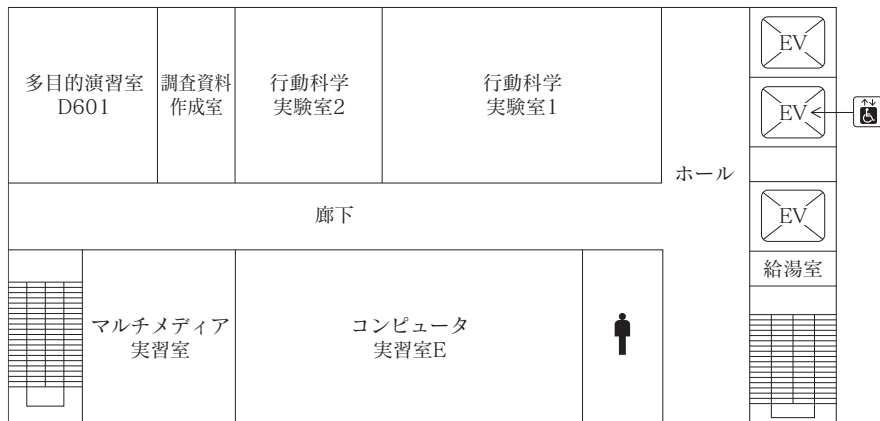 多目的演習室
D601
調査資料
作成室
行動科学
実験室2
行動科学
実験室1
ホール
EV
EV
EV
廊下
給湯室
マルチメディア
実習室
コンピュータ
実習室E